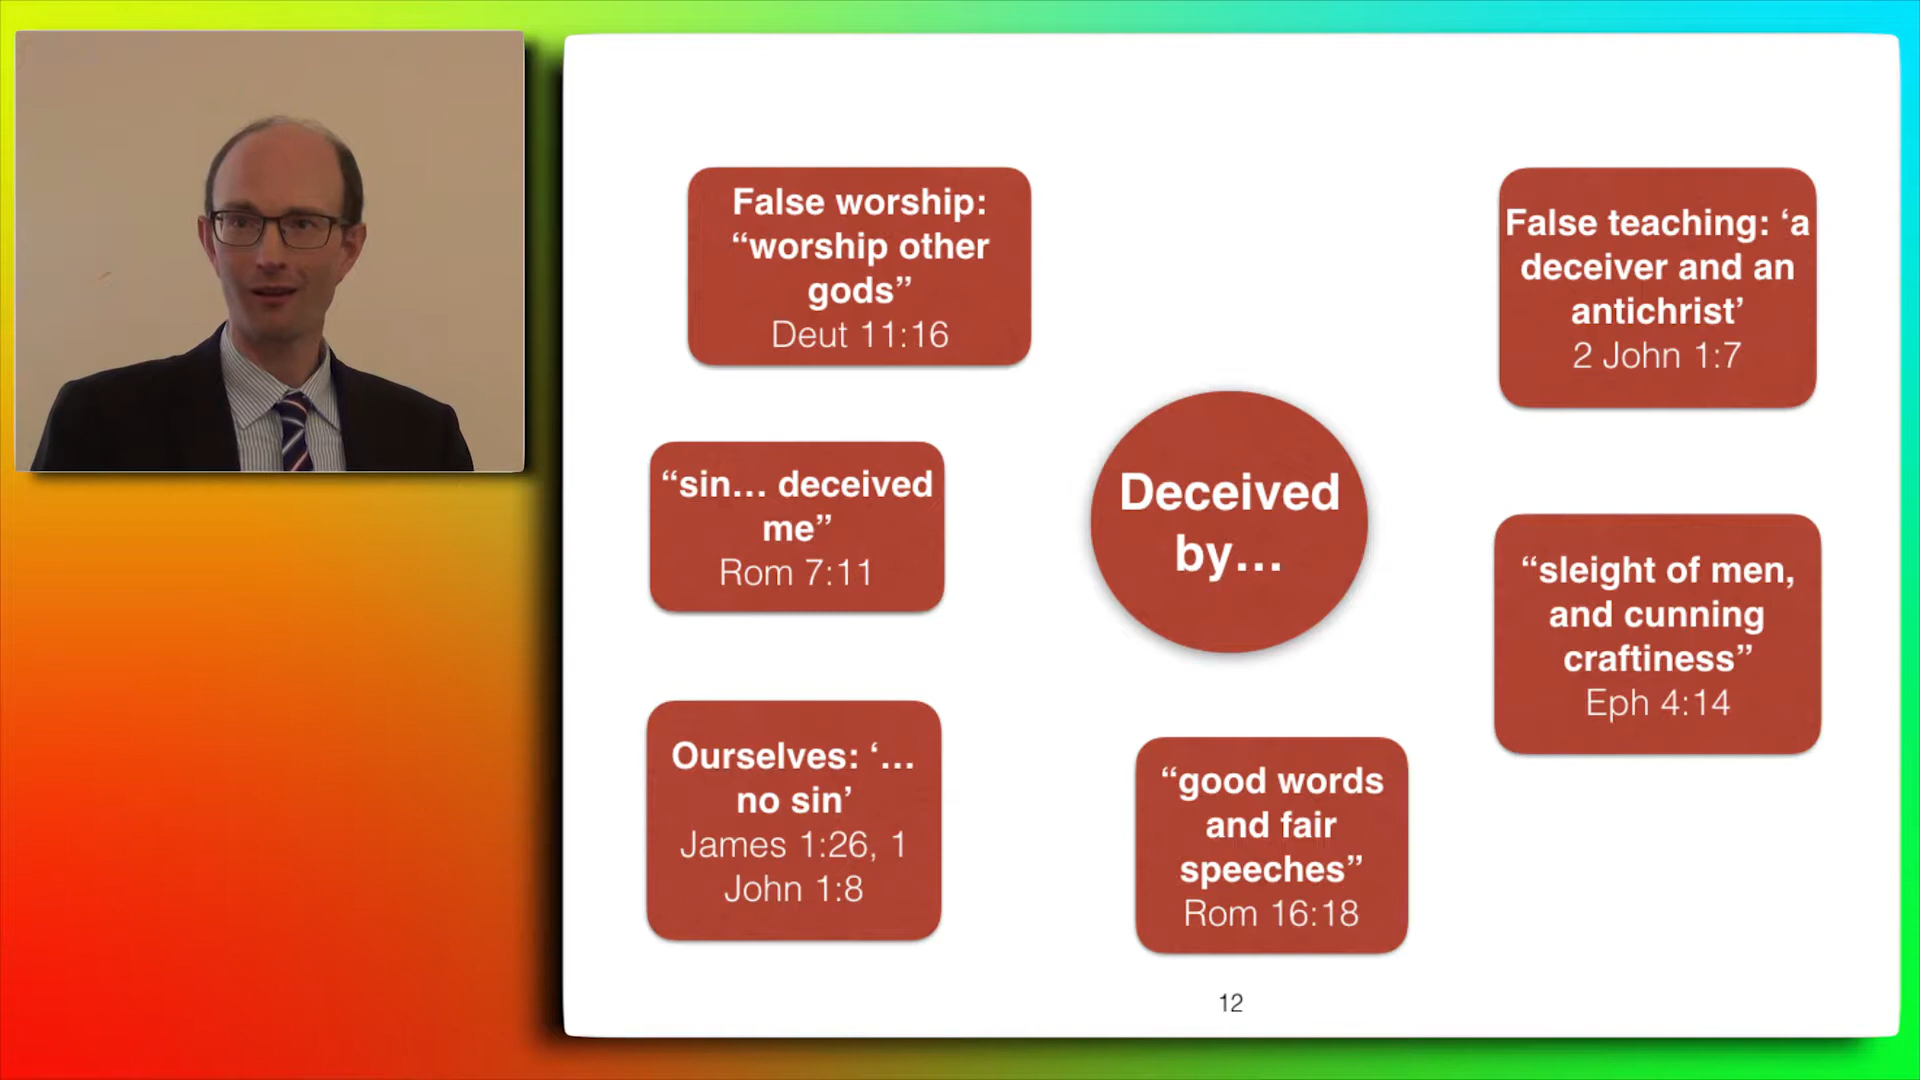 False worship:
“worship other
gods”
Deut 11:16
False teaching: ‘a
deceiver and an
antichrist’
2 John 1:7
“sin… deceived
me”
Rom 7:11
Deceived
by…
“sleight of men,
and cunning
craftiness”
Eph 4:14
Ourselves: ‘…
no sin’
James 1:26, 1
John 1:8
“good words
and fair
speeches”
Rom 16:18
12